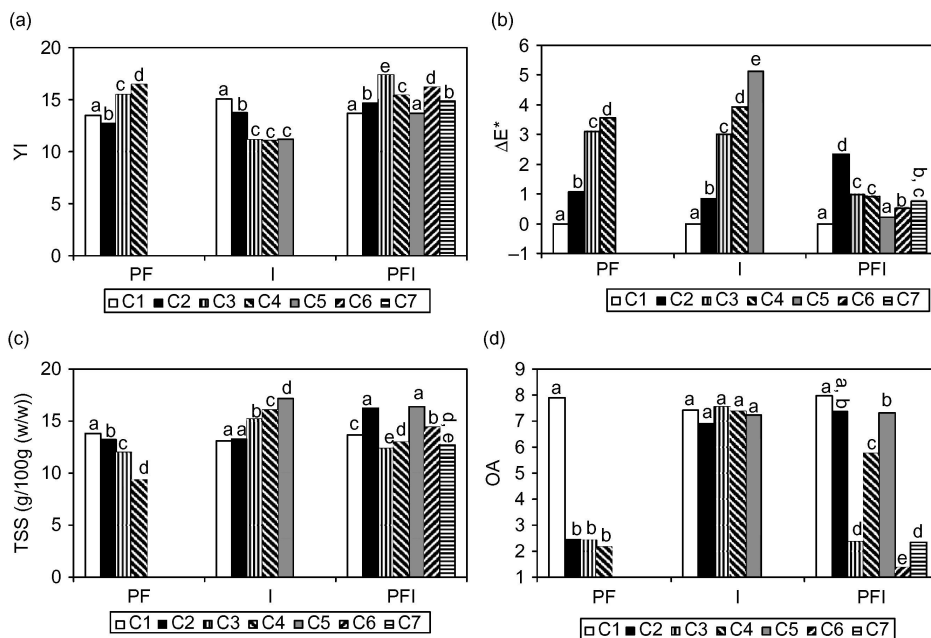 (a)
YI
20
15
10
5
0
a b c d
a b c c c
a b e c a d b
PF I PFI
C1 C2 C3 C4 C5 C6 C7
(b)
ΔE*
6
5
4
3
2
1
0
–1
a b c d
a b c d e
a d c c a b b, c
PF I PFI
C1 C2 C3 C4 C5 C6 C7
(c)
TSS (g/100g (w/w))
20
15
10
5
0
a b c d
a a b c d
c a e d a b d, e
PF I PFI
C1 C2 C3 C4 C5 C6 C7
(d)
OA
9
8
7
6
5
4
3
2
1
a b b b
a a a a a
a a, b d c b e d
PF I PFI
C1 C2 C3 C4 C5 C6 C7